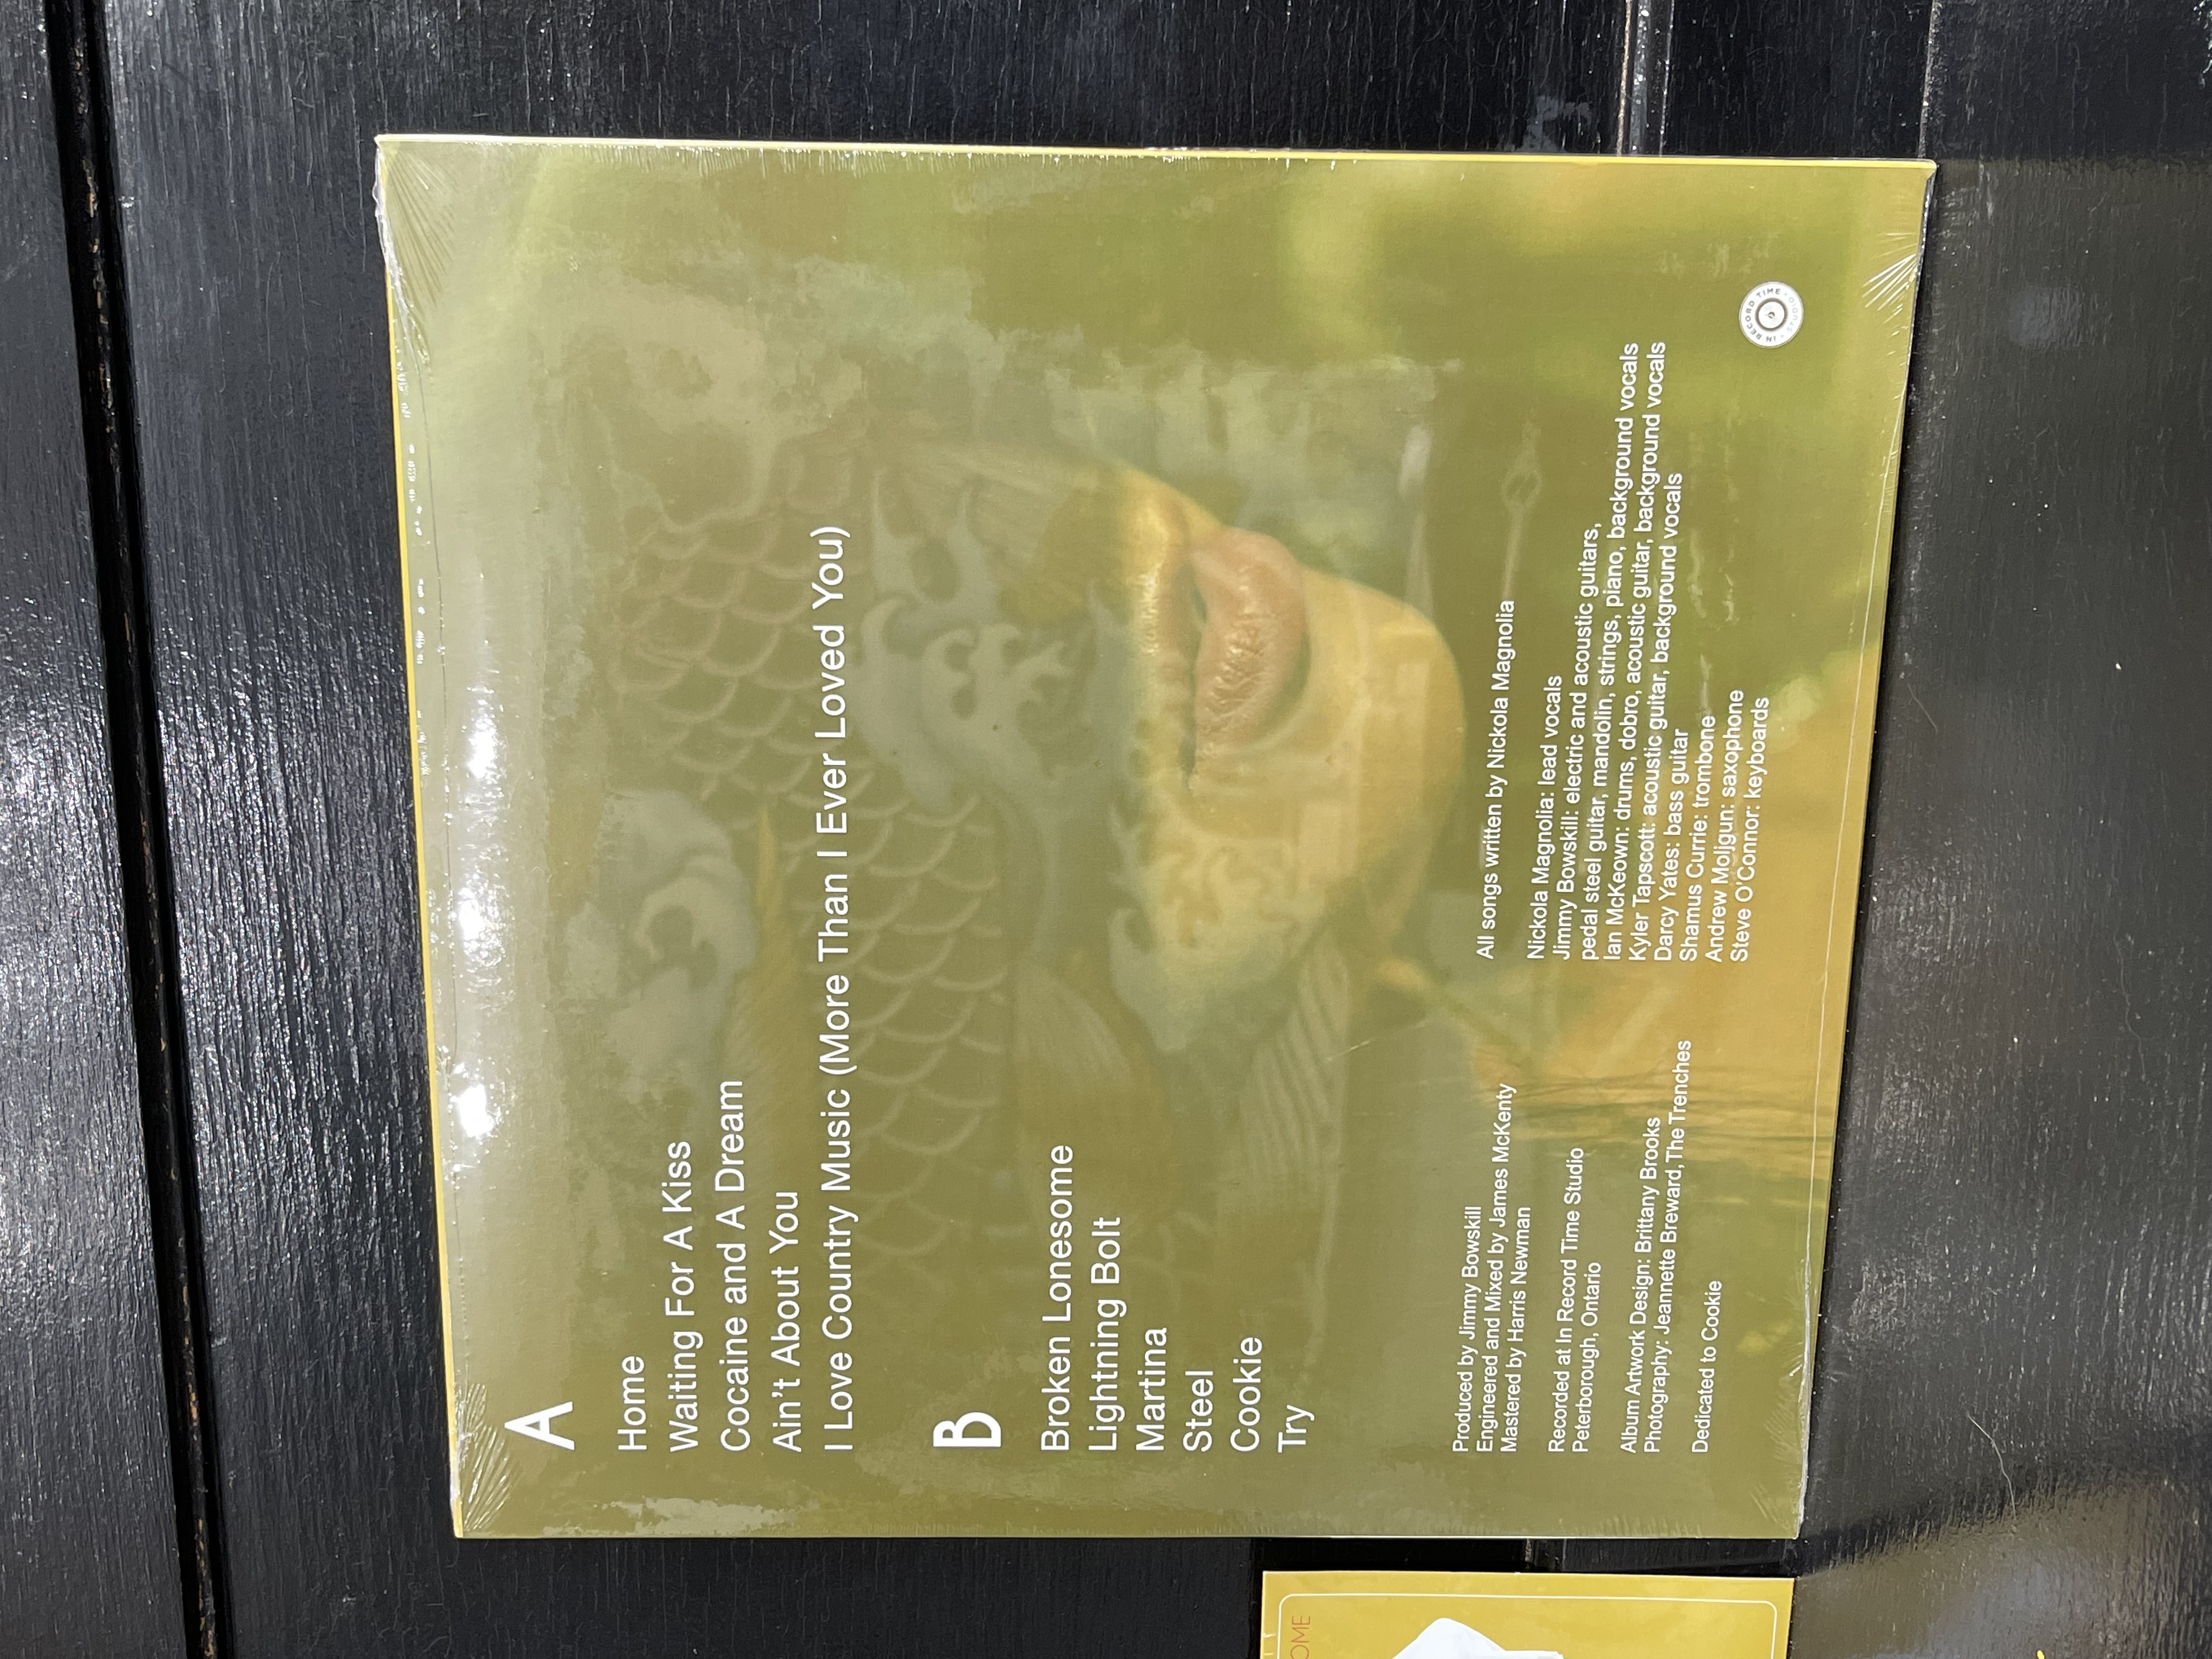 A
Home
Waiting For A Kiss
Cocaine and A Dream
Ain't About You
I Love Country Music (More Than I Ever Loved You)
B
Broken Lonesome
Lightning Bolt
Martina
Steel
Cookie
Try
OME
Produced by Jimmy Bowskill
Engineered and Mixed by James McKenty
Mastered by Harris Newman
Recorded at In Record Time Studio
Peterborough, Ontario
Album Artwork Design: Brittany Brooks
Photography: Jeannette Breward,The Trenches
Dedicated to Cookie
All songs written by Nickola Magnolia
Nickola Magnolia: lead vocals
Jimmy Bowskill: electric and acoustic guitars,
pedal steel guitar, mandolin, strings, piano, background vocals
Ian McKeown: drums, dobro, acoustic guitar, background vocals
Kyler Tapscott: acoustic guitar, background vocals
Darcy Yates: bass guitar
Shamus Currie: trombone
Andrew Moljgun: saxophone
Steve O'Connor: keyboards
IN RECORD TIME
STUDIO